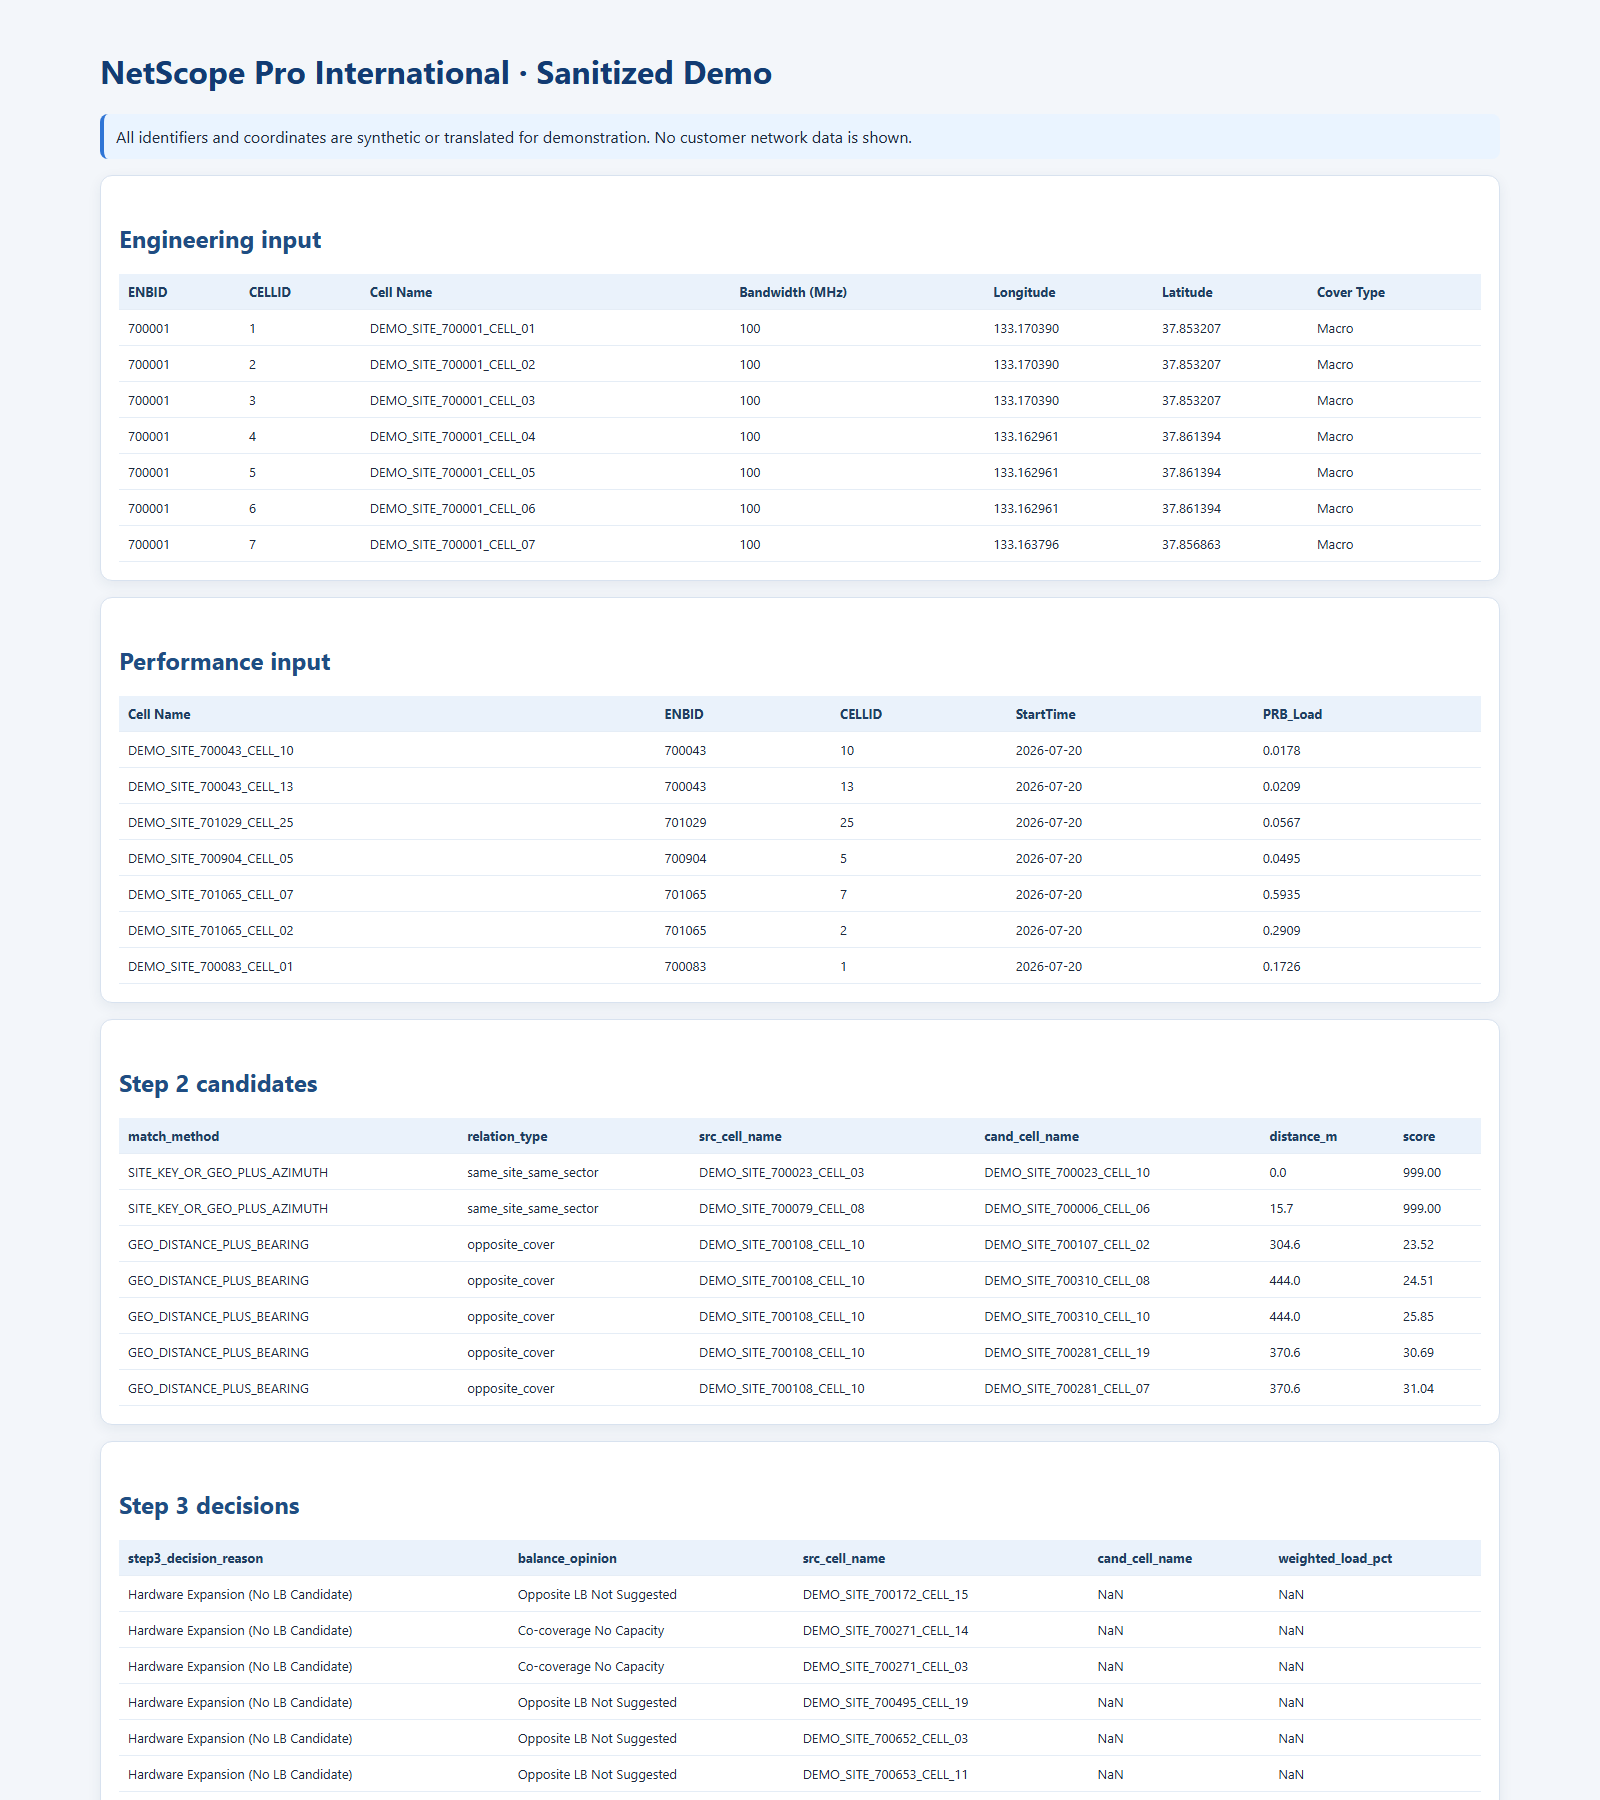 NetScope Pro International · Sanitized Demo
All identifiers and coordinates are synthetic or translated for demonstration. No customer network data is shown.
Engineering input
ENBID CELLID Cell Name Bandwidth (MHz) Longitude Latitude Cover Type
700001 1 DEMO_SITE_700001_CELL_01 100 133.170390 37.853207 Macro
700001 2 DEMO_SITE_700001_CELL_02 100 133.170390 37.853207 Macro
700001 3 DEMO_SITE_700001_CELL_03 100 133.170390 37.853207 Macro
700001 4 DEMO_SITE_700001_CELL_04 100 133.162961 37.861394 Macro
700001 5 DEMO_SITE_700001_CELL_05 100 133.162961 37.861394 Macro
700001 6 DEMO_SITE_700001_CELL_06 100 133.162961 37.861394 Macro
700001 7 DEMO_SITE_700001_CELL_07 100 133.163796 37.856863 Macro
Performance input
Cell Name ENBID CELLID StartTime PRB_Load
DEMO_SITE_700043_CELL_10 700043 10 2026-07-20 0.0178
DEMO_SITE_700043_CELL_13 700043 13 2026-07-20 0.0209
DEMO_SITE_701029_CELL_25 701029 25 2026-07-20 0.0567
DEMO_SITE_700904_CELL_05 700904 5 2026-07-20 0.0495
DEMO_SITE_701065_CELL_07 701065 7 2026-07-20 0.5935
DEMO_SITE_701065_CELL_02 701065 2 2026-07-20 0.2909
DEMO_SITE_700083_CELL_01 700083 1 2026-07-20 0.1726
Step 2 candidates
match_method relation_type src_cell_name cand_cell_name distance_m score
SITE_KEY_OR_GEO_PLUS_AZIMUTH same_site_same_sector DEMO_SITE_700023_CELL_03 DEMO_SITE_700023_CELL_10 0.0 999.00
SITE_KEY_OR_GEO_PLUS_AZIMUTH same_site_same_sector DEMO_SITE_700079_CELL_08 DEMO_SITE_700006_CELL_06 15.7 999.00
GEO_DISTANCE_PLUS_BEARING opposite_cover DEMO_SITE_700108_CELL_10 DEMO_SITE_700107_CELL_02 304.6 23.52
GEO_DISTANCE_PLUS_BEARING opposite_cover DEMO_SITE_700108_CELL_10 DEMO_SITE_700310_CELL_08 444.0 24.51
GEO_DISTANCE_PLUS_BEARING opposite_cover DEMO_SITE_700108_CELL_10 DEMO_SITE_700310_CELL_10 444.0 25.85
GEO_DISTANCE_PLUS_BEARING opposite_cover DEMO_SITE_700108_CELL_10 DEMO_SITE_700281_CELL_19 370.6 30.69
GEO_DISTANCE_PLUS_BEARING opposite_cover DEMO_SITE_700108_CELL_10 DEMO_SITE_700281_CELL_07 370.6 31.04
Step 3 decisions
step3_decision_reason balance_opinion src_cell_name cand_cell_name weighted_load_pct
Hardware Expansion (No LB Candidate) Opposite LB Not Suggested DEMO_SITE_700172_CELL_15 NaN NaN
Hardware Expansion (No LB Candidate) Co-coverage No Capacity DEMO_SITE_700271_CELL_14 NaN NaN
Hardware Expansion (No LB Candidate) Co-coverage No Capacity DEMO_SITE_700271_CELL_03 NaN NaN
Hardware Expansion (No LB Candidate) Opposite LB Not Suggested DEMO_SITE_700495_CELL_19 NaN NaN
Hardware Expansion (No LB Candidate) Opposite LB Not Suggested DEMO_SITE_700652_CELL_03 NaN NaN
Hardware Expansion (No LB Candidate) Opposite LB Not Suggested DEMO_SITE_700653_CELL_11 NaN NaN